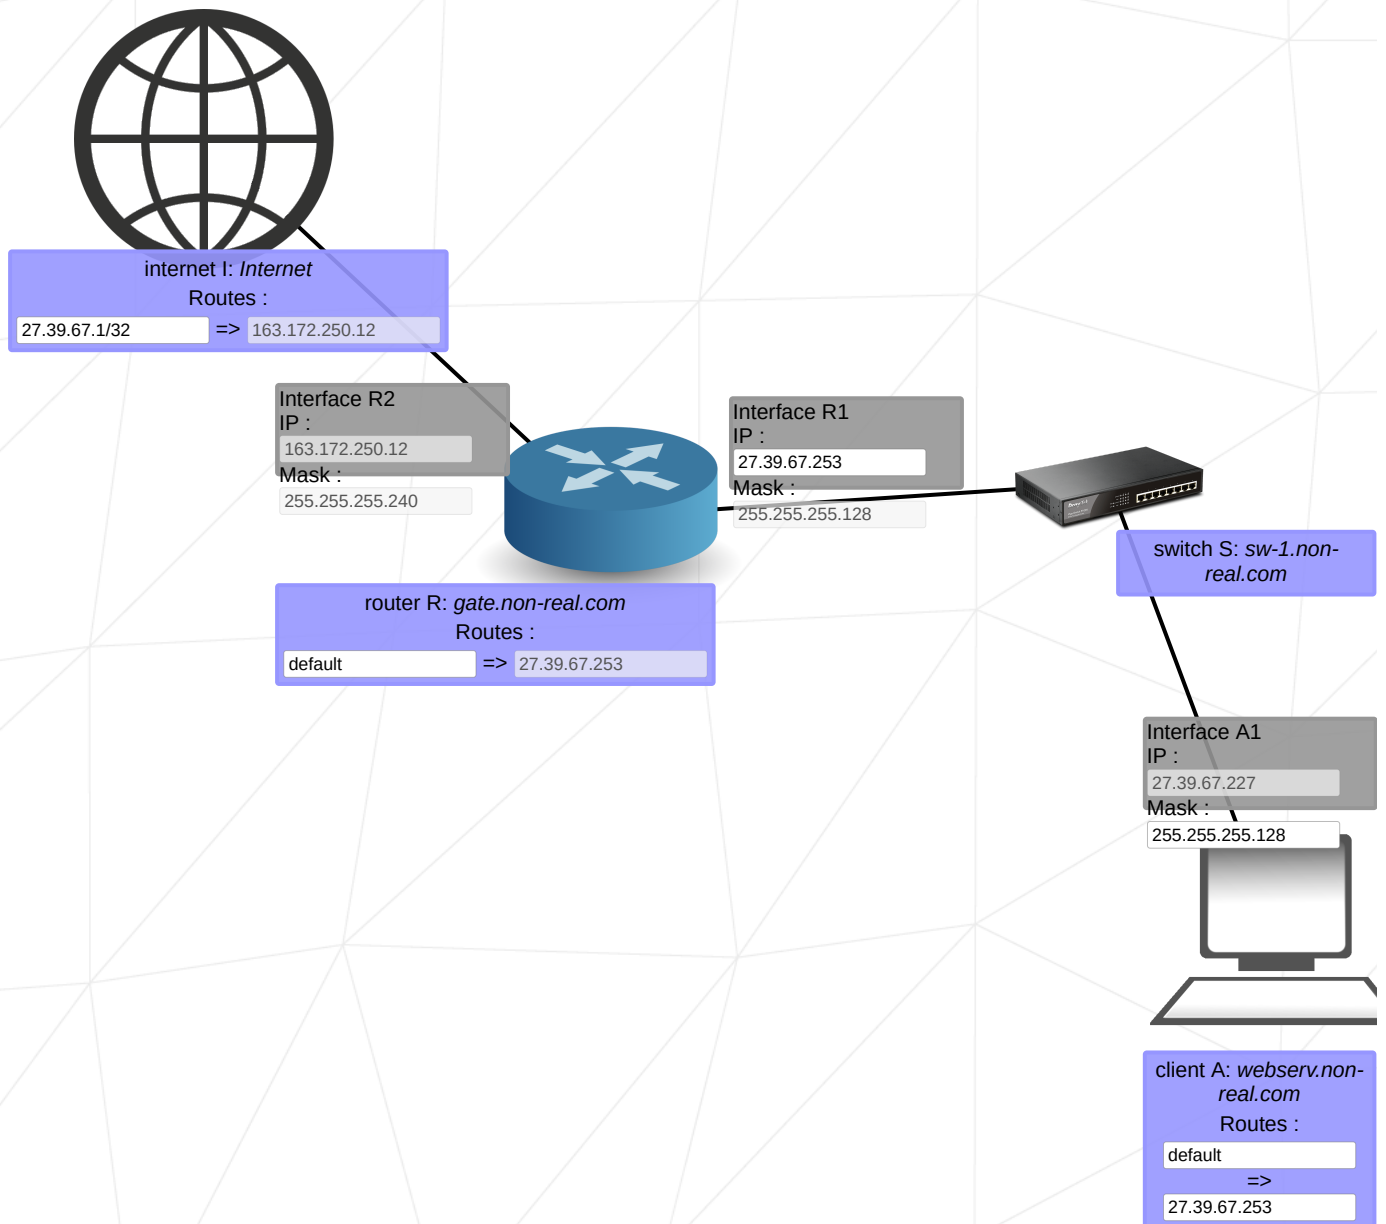 internet I: Internet
Routes :
27.39.67.1/32 => 163.172.250.12
Interface R2
IP :
163.172.250.12
Mask :
255.255.255.240
Interface R1
IP :
27.39.67.253
Mask :
255.255.255.128
switch S: sw-1.non-
real.com
router R: gate.non-real.com
Routes :
default => 27.39.67.253
Interface A1
IP :
27.39.67.227
Mask :
255.255.255.128
client A: webserv.non-
real.com
Routes :
default
=>
27.39.67.253